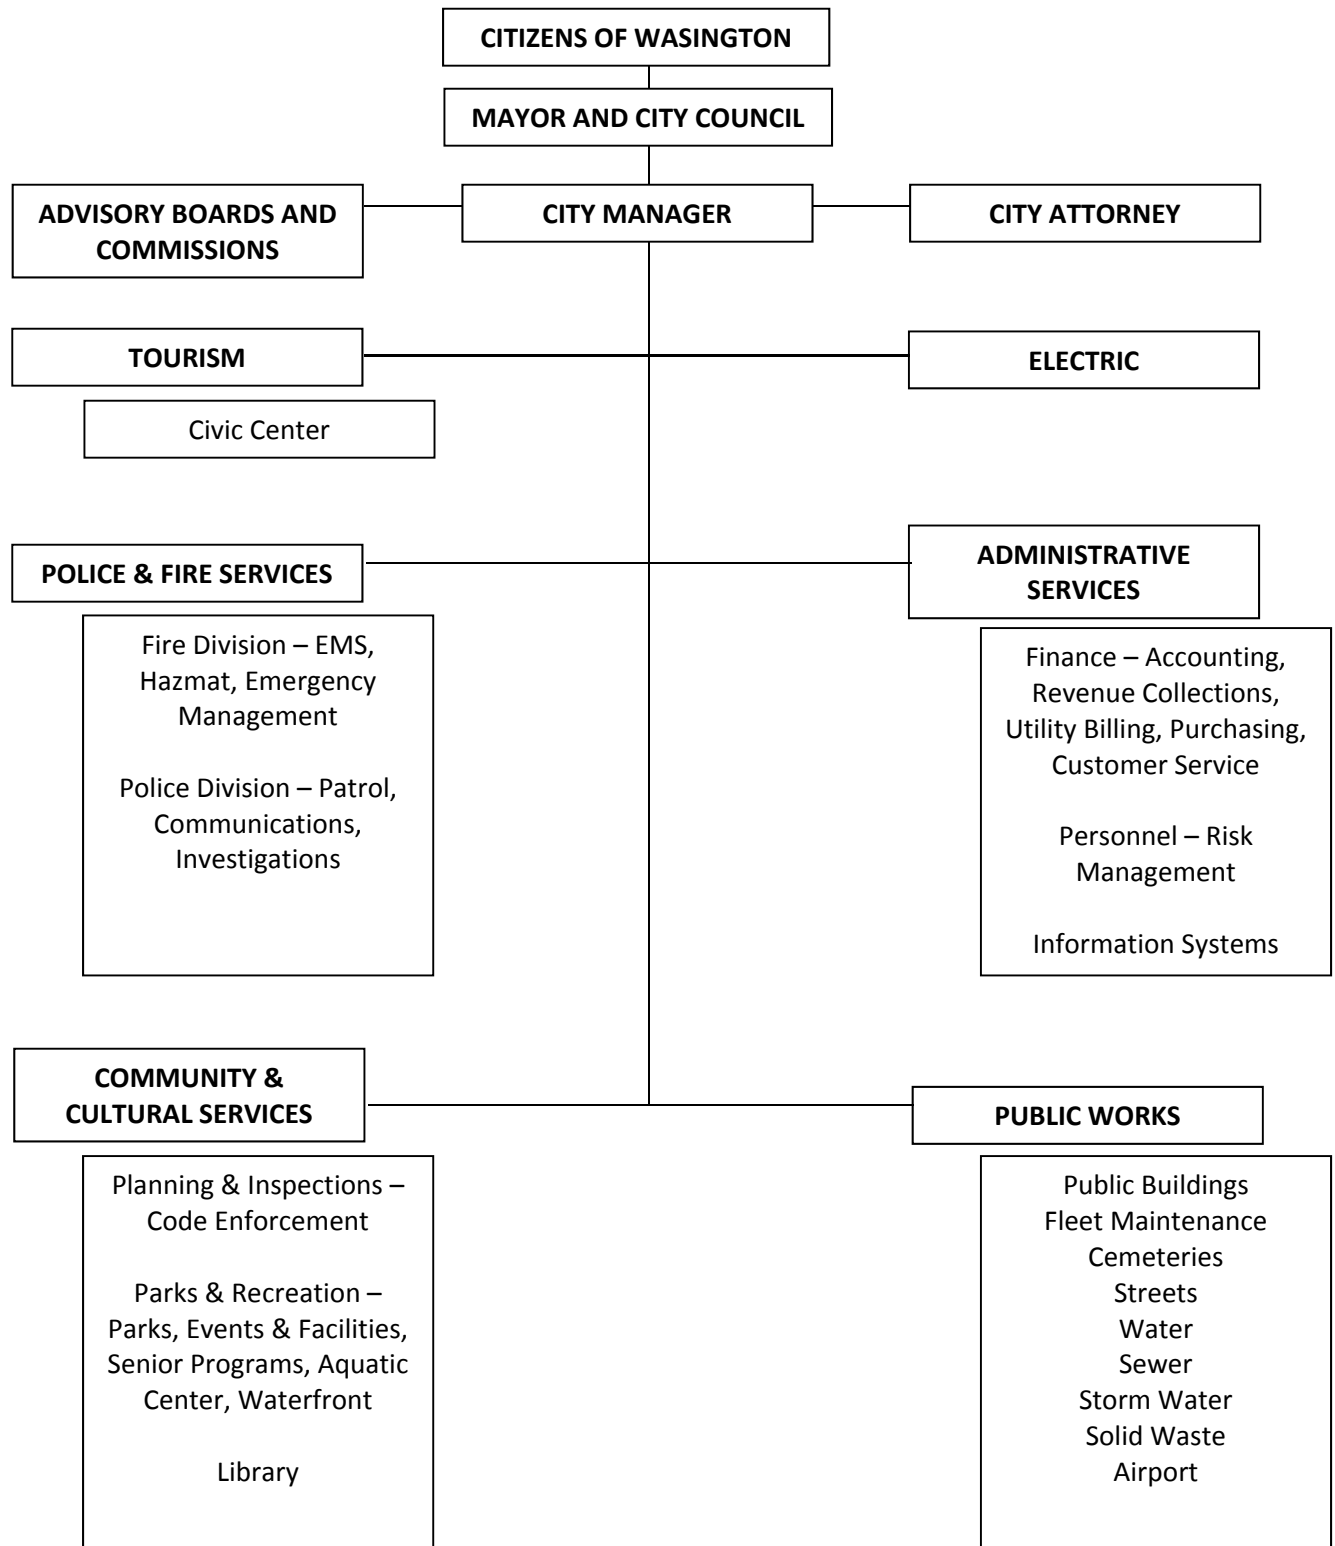 CITIZENS OF WASINGTON
MAYOR AND CITY COUNCIL
ADVISORY BOARDS AND
COMMISSIONS
CITY MANAGER
CITY ATTORNEY
TOURISM
ELECTRIC
Civic Center
POLICE & FIRE SERVICES
ADMINISTRATIVE
SERVICES
Fire Division – EMS,
Hazmat, Emergency
Management
Police Division – Patrol,
Communications,
Investigations
Finance – Accounting,
Revenue Collections,
Utility Billing, Purchasing,
Customer Service
Personnel – Risk
Management
Information Systems
COMMUNITY &
CULTURAL SERVICES
PUBLIC WORKS
Planning & Inspections –
Code Enforcement
Parks & Recreation –
Parks, Events & Facilities,
Senior Programs, Aquatic
Center, Waterfront
Library
Public Buildings
Fleet Maintenance
Cemeteries
Streets
Water
Sewer
Storm Water
Solid Waste
Airport